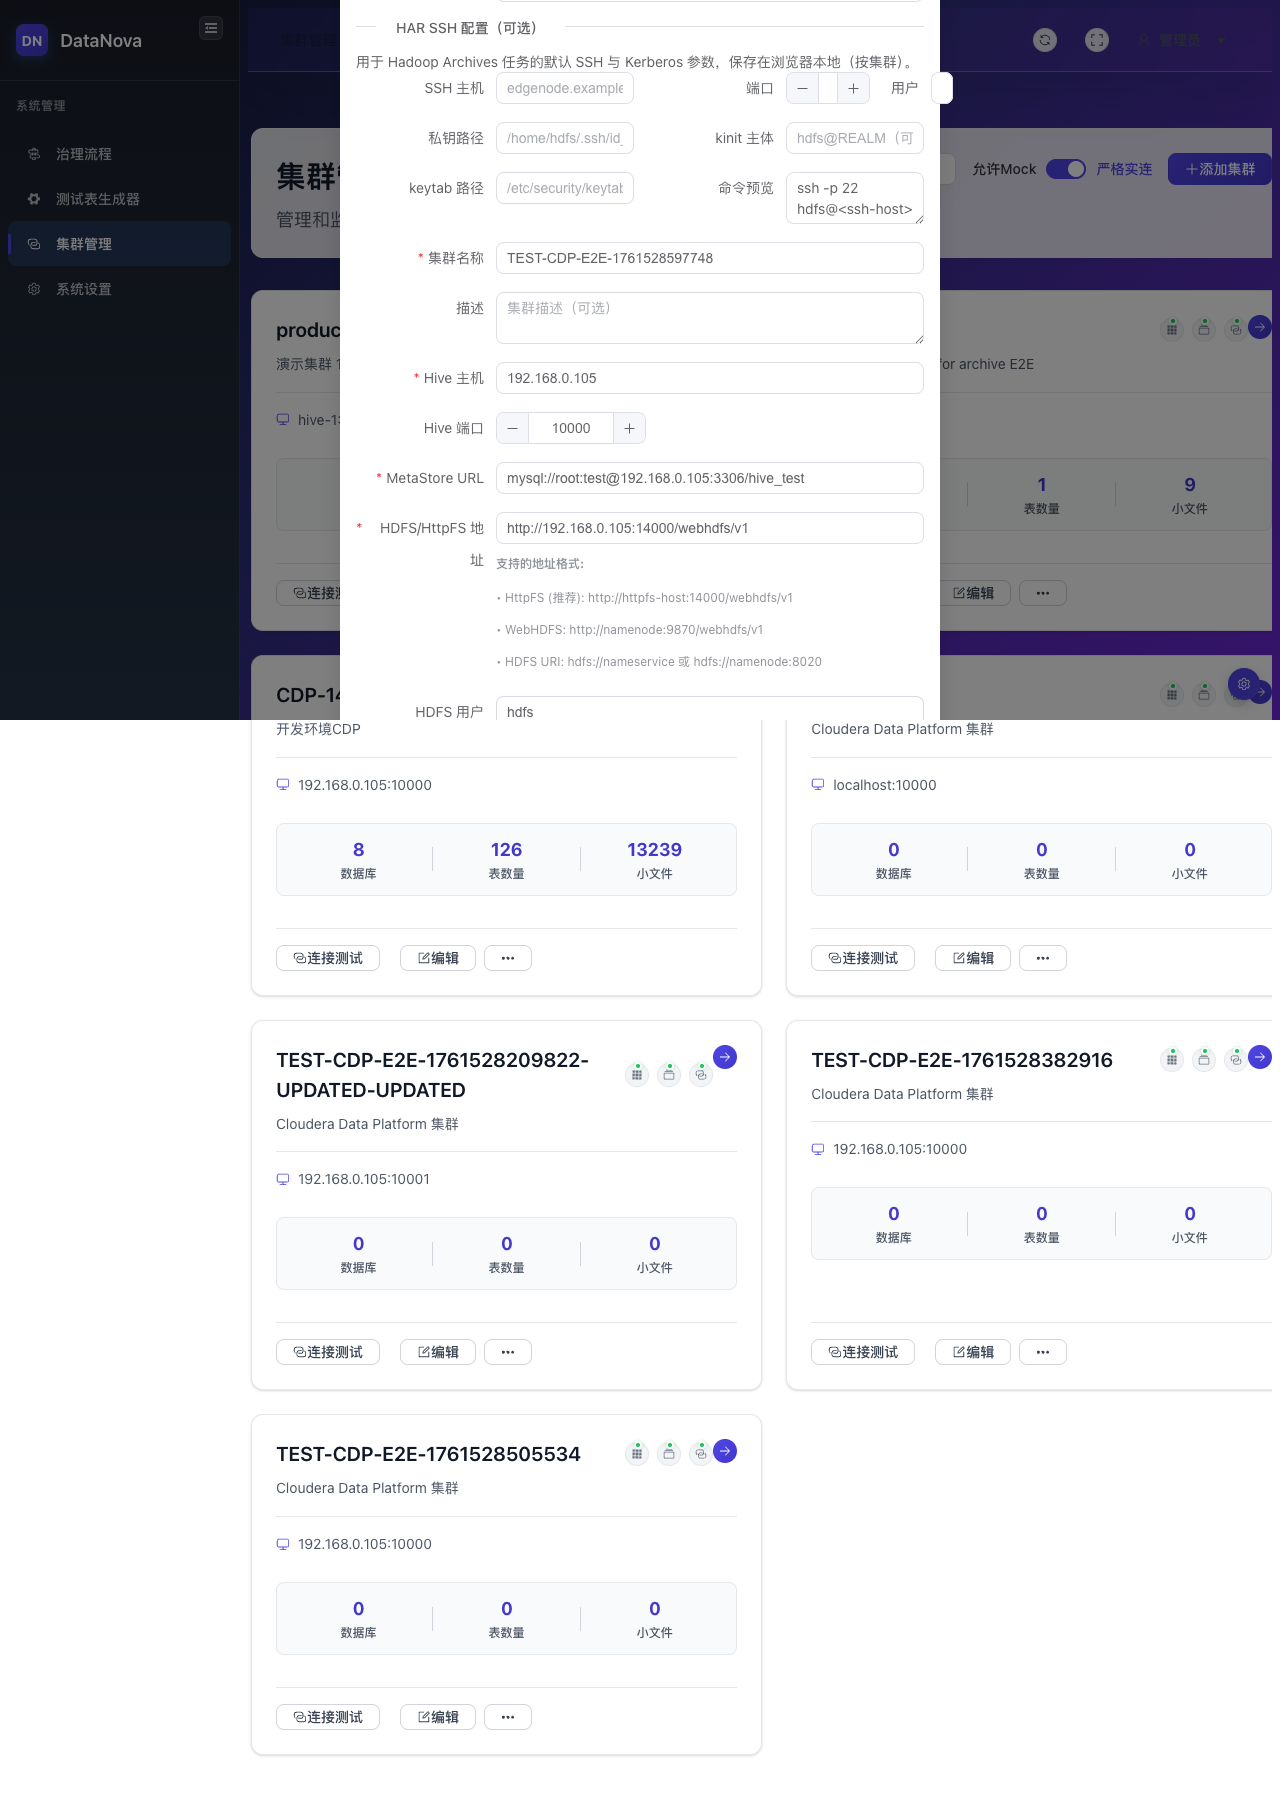 DN DataNova
系统管理
治理流程
测试表生成器
集群管理
系统设置
管理员
集群
管理和监
允许Mock 严格实连 添加集群
HAR SSH 配置（可选）
用于 Hadoop Archives 任务的默认 SSH 与 Kerberos 参数，保存在浏览器本地（按集群）。
SSH 主机 edgenode.example 端口 用户
私钥路径 /home/hdfs/.ssh/id_ kinit 主体 hdfs@REALM（可
keytab 路径 /etc/security/keytab 命令预览 ssh -p 22
hdfs@<ssh-host>
* 集群名称 TEST-CDP-E2E-1761528597748
描述 集群描述（可选）
* Hive 主机 192.168.0.105
Hive 端口 10000
* MetaStore URL mysql://root:test@192.168.0.105:3306/hive_test
* HDFS/HttpFS 地址 http://192.168.0.105:14000/webhdfs/v1
支持的地址格式：
• HttpFS (推荐): http://httpfs-host:14000/webhdfs/v1
• WebHDFS: http://namenode:9870/webhdfs/v1
• HDFS URI: hdfs://nameservice 或 hdfs://namenode:8020
HDFS 用户 hdfs
produc
演示集群 1
hive-1
连接测
for archive E2E
1 9
表数量 小文件
编辑 •••
CDP-14
开发环境CDP
192.168.0.105:10000
8 126 13239
数据库 表数量 小文件
连接测试 编辑 •••
Cloudera Data Platform 集群
localhost:10000
0 0 0
数据库 表数量 小文件
连接测试 编辑 •••
TEST-CDP-E2E-1761528209822-
UPDATED-UPDATED
Cloudera Data Platform 集群
192.168.0.105:10001
0 0 0
数据库 表数量 小文件
连接测试 编辑 •••
TEST-CDP-E2E-1761528382916
Cloudera Data Platform 集群
192.168.0.105:10000
0 0 0
数据库 表数量 小文件
连接测试 编辑 •••
TEST-CDP-E2E-1761528505534
Cloudera Data Platform 集群
192.168.0.105:10000
0 0 0
数据库 表数量 小文件
连接测试 编辑 •••